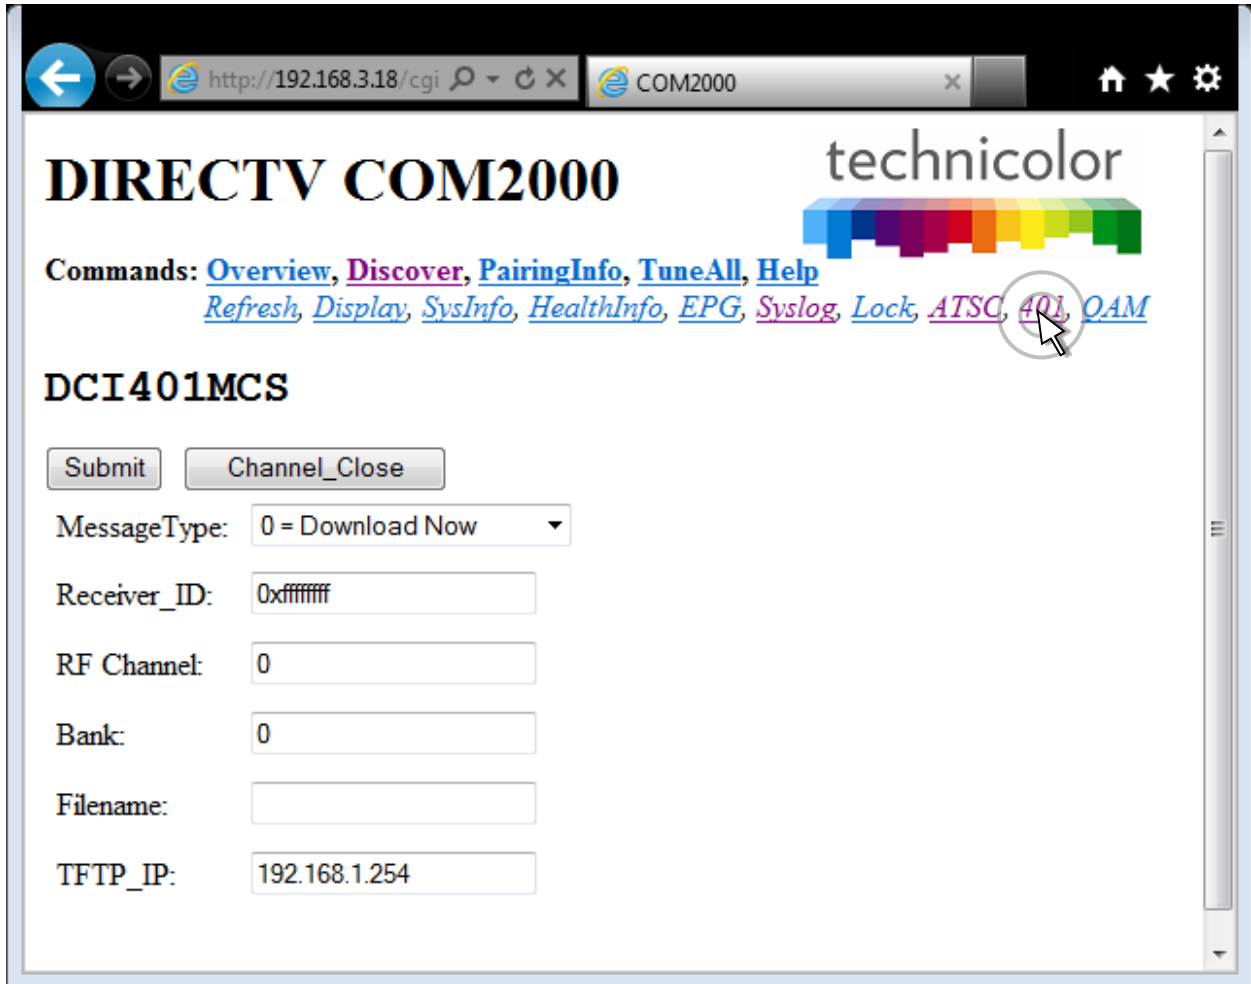 http://192.168.3.18/cgi
COM2000
technicolor
DIRECTV COM2000
Commands: Overview, Discover, PairingInfo, TuneAll, Help
Refresh, Display, SysInfo, HealthInfo, EPG, Syslog, Lock, ATSC, 401, QAM
DCI401MCS
Submit Channel_Close
MessageType: 0 = Download Now
Receiver_ID: 0xffffffff
RF Channel: 0
Bank: 0
Filename:
TFTP_IP: 192.168.1.254